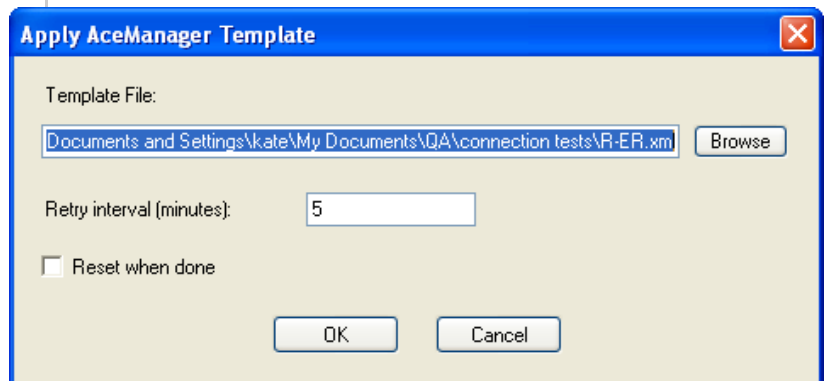 Apply AceManager Template
Template File:
Documents and Settings\kate\My Documents\QA\connection tests\R-ER.xml Browse
Retry interval (minutes): 5
Reset when done
OK Cancel